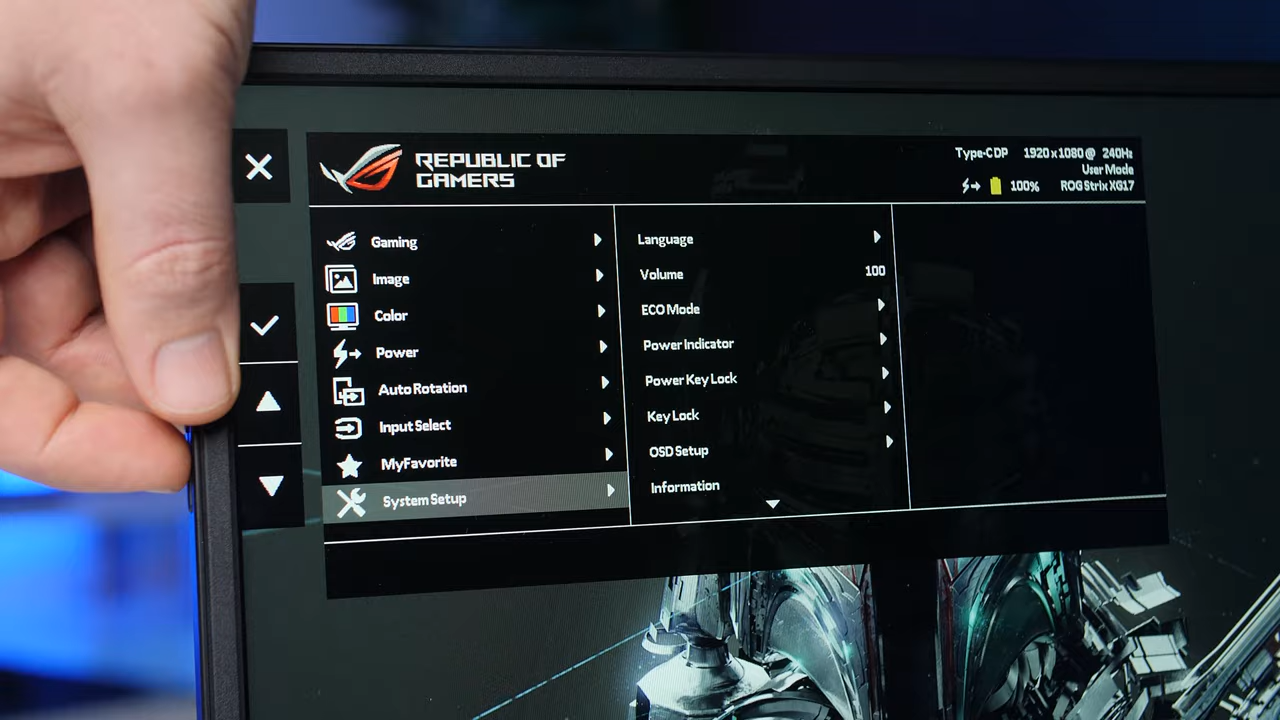 REPUBLIC OF
GAMERS
Type-C DP 1920x1080@ 240Hz
User Mode
100% ROG Strix XG17
Gaming
Image
Color
Power
Auto Rotation
Input Select
MyFavorite
System Setup
Language
Volume 100
ECO Mode
Power Indicator
Power Key Lock
Key Lock
OSD Setup
Information